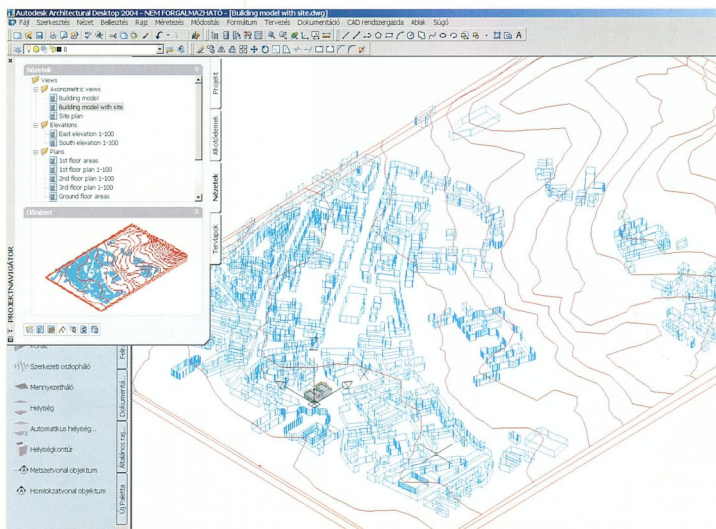 Autodesk Architectural Desktop 2004 - NEM FORGALMAZHATÓ - [Building model with site.dwg]
Fájl Szerkesztés Nézet Beillesztés Rajz Méretezés Módosítás Formátum Tervezés Dokumentáció CAD rendszergazda Ablak Súgó
Nézetek
Views
Axonometric views
Building model
Building model with site
Site plan
Elevations
East elevation 1-100
South elevation 1-100
Plans
1st floor areas
1st floor plan 1-100
2nd floor plan 1-100
3rd floor plan 1-100
Ground floor areas
Előnézet
PROJEKTNAVIGÁTOR
Projekt
Alkotóelemek
Nézetek
Tervlapok
Szerkezeti oszlopháló
Mennyezetháló
Helyiség
Automatikus helyiség...
Helyiségkontúr
Metszetvonal objektum
Homlokzatvonal objektum
Dokumentá...
Általános raj...
Új Paletta